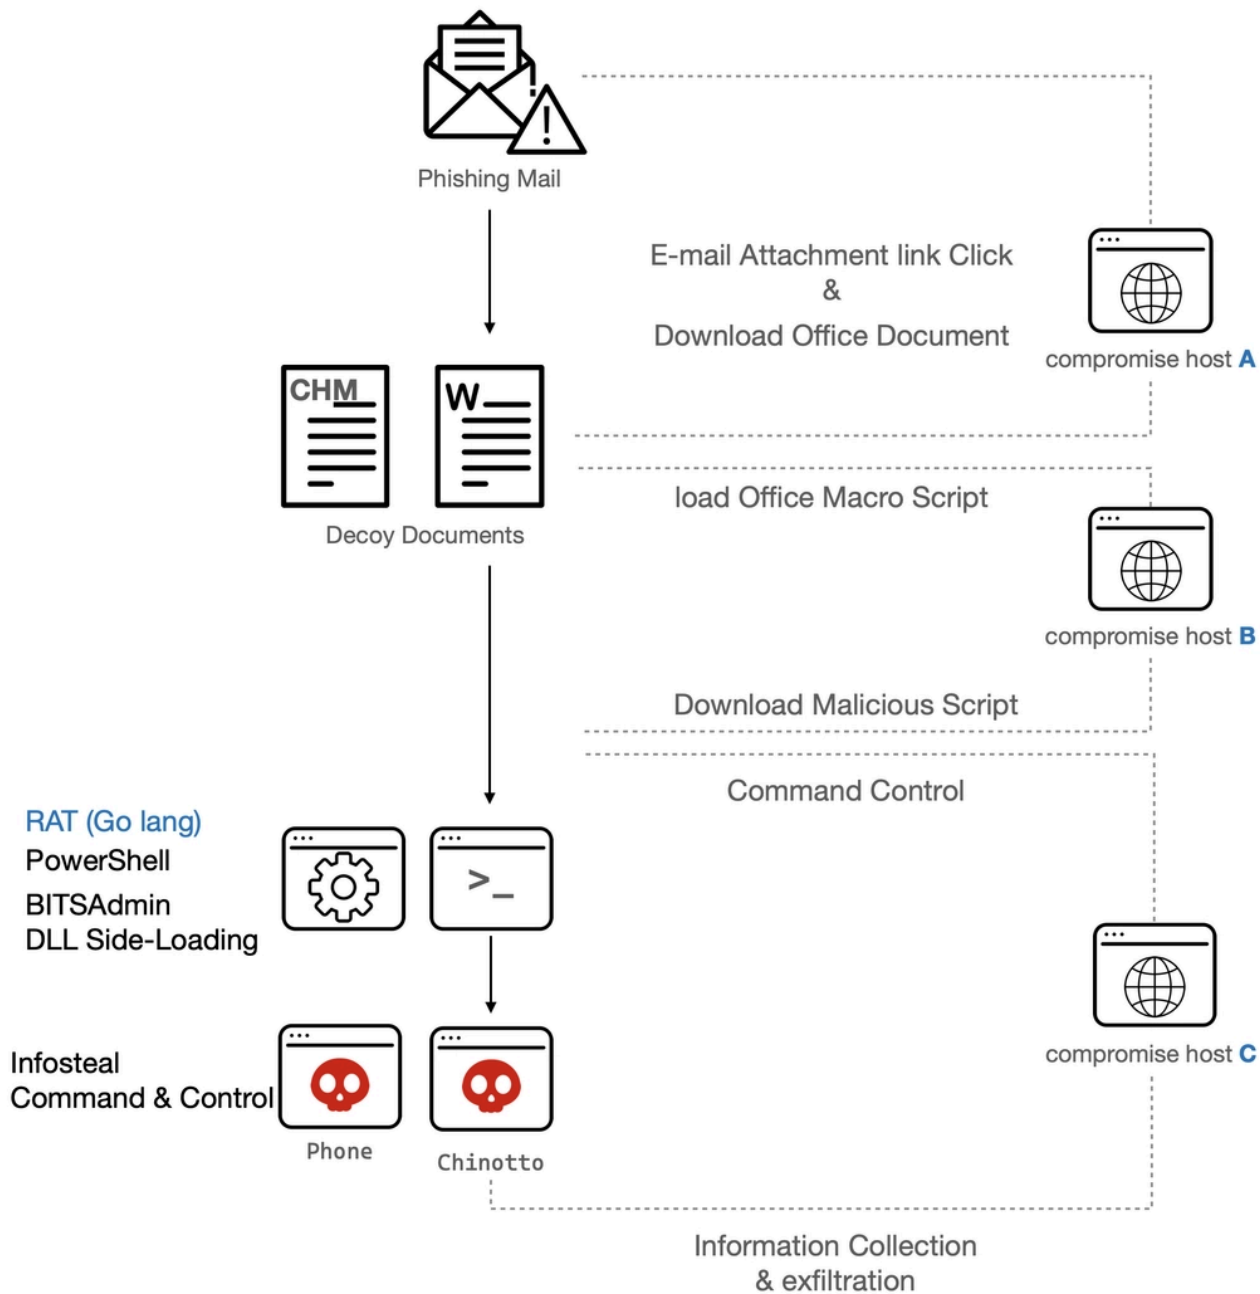 Phishing Mail
E-mail Attachment link Click
&
Download Office Document
compromise host A
CHM
W
Decoy Documents
load Office Macro Script
compromise host B
Download Malicious Script
Command Control
RAT (Go lang)
PowerShell
BITSAdmin
DLL Side-Loading
>_
compromise host C
Infosteal
Command & Control
Phone
Chinotto
Information Collection
& exfiltration